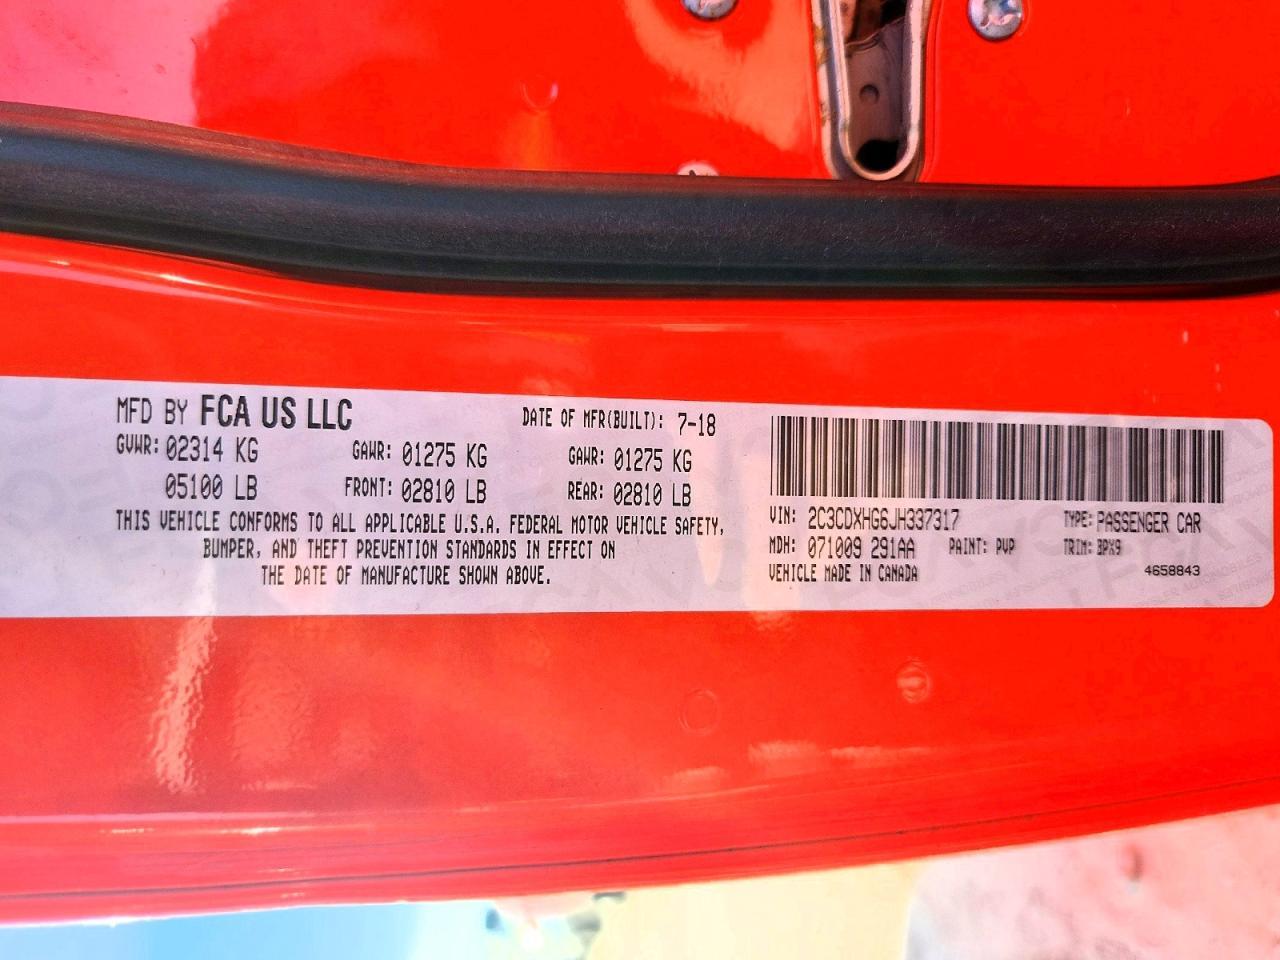 MFD BY FCA US LLC
DATE OF MFR(BUILT): 7-18
GVWR: 02314 KG GAWR: 01275 KG GAWR: 01275 KG
05100 LB FRONT: 02810 LB REAR: 02810 LB
THIS VEHICLE CONFORMS TO ALL APPLICABLE U.S.A. FEDERAL MOTOR VEHICLE SAFETY,
BUMPER, AND THEFT PREVENTION STANDARDS IN EFFECT ON
THE DATE OF MANUFACTURE SHOWN ABOVE.
VIN: 2C3CDXHG6JH337317 TYPE: PASSENGER CAR
MDH: 071009 291AA PAINT: PVP TRIM: BPX9
VEHICLE MADE IN CANADA 4658843